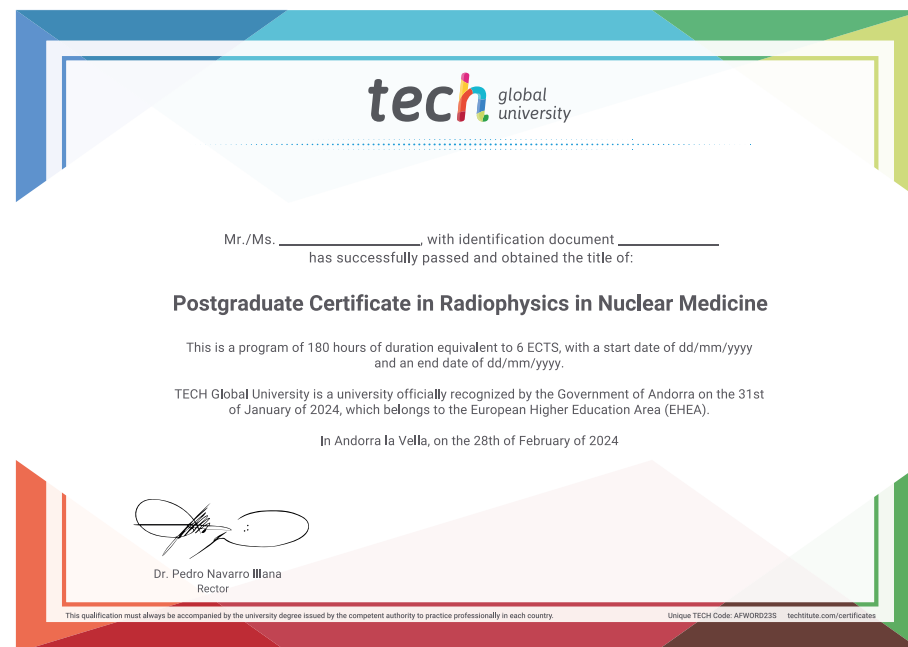 tech global university
Mr./Ms. ____________________, with identification document ______________
has successfully passed and obtained the title of:
Postgraduate Certificate in Radiophysics in Nuclear Medicine
This is a program of 180 hours of duration equivalent to 6 ECTS, with a start date of dd/mm/yyyy
and an end date of dd/mm/yyyy.
TECH Global University is a university officially recognized by the Government of Andorra on the 31st
of January of 2024, which belongs to the European Higher Education Area (EHEA).
In Andorra la Vella, on the 28th of February of 2024
Dr. Pedro Navarro Illana
Rector
This qualification must always be accompanied by the university degree issued by the competent authority to practice professionally in each country.
Unique TECH Code: AFWORD23S techtitute.com/certificates